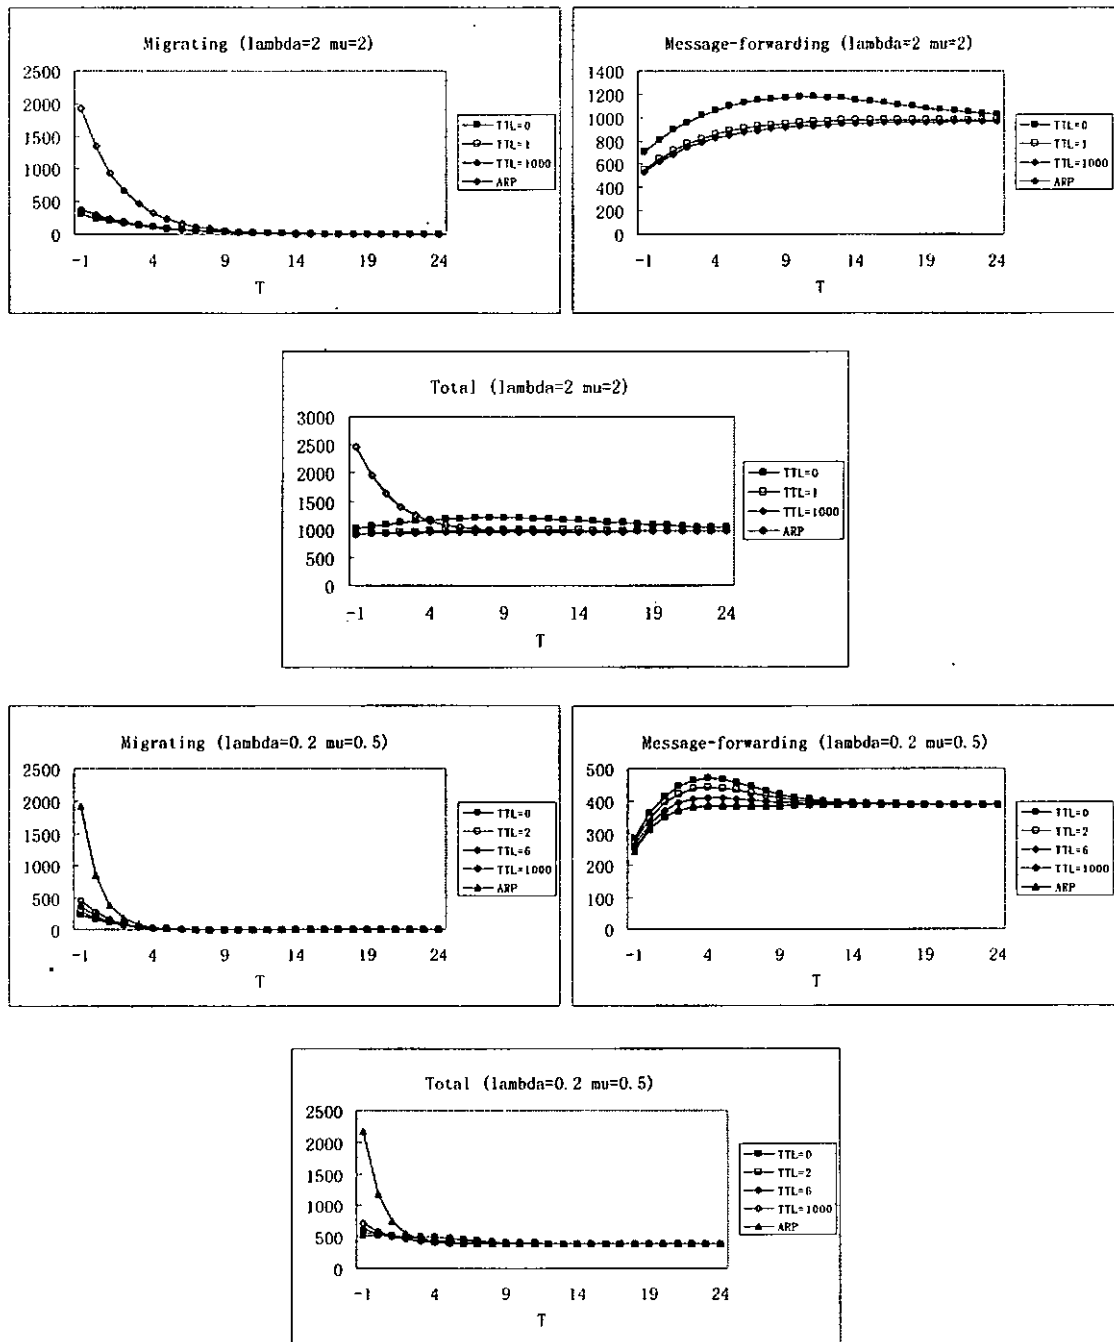 Migrating (lambda=2 mu=2)
2500
2000
1500
1000
500
0
-1 4 9 14 19 24
T
TTL=0
TTL=1
TTL=1000
ARP
Message-forwarding (lambda=2 mu=2)
1400
1200
1000
800
600
400
200
0
-1 4 9 14 19 24
T
TTL=0
TTL=1
TTL=1000
ARP
Total (lambda=2 mu=2)
3000
2500
2000
1500
1000
500
0
-1 4 9 14 19 24
T
TTL=0
TTL=1
TTL=1000
ARP
Migrating (lambda=0.2 mu=0.5)
2500
2000
1500
1000
500
0
-1 4 9 14 19 24
T
TTL=0
TTL=2
TTL=6
TTL=1000
ARP
Message-forwarding (lambda=0.2 mu=0.5)
500
400
300
200
100
0
-1 4 9 14 19 24
T
TTL=0
TTL=2
TTL=6
TTL=1000
ARP
Total (lambda=0.2 mu=0.5)
2500
2000
1500
1000
500
0
-1 4 9 14 19 24
T
TTL=0
TTL=2
TTL=6
TTL=1000
ARP